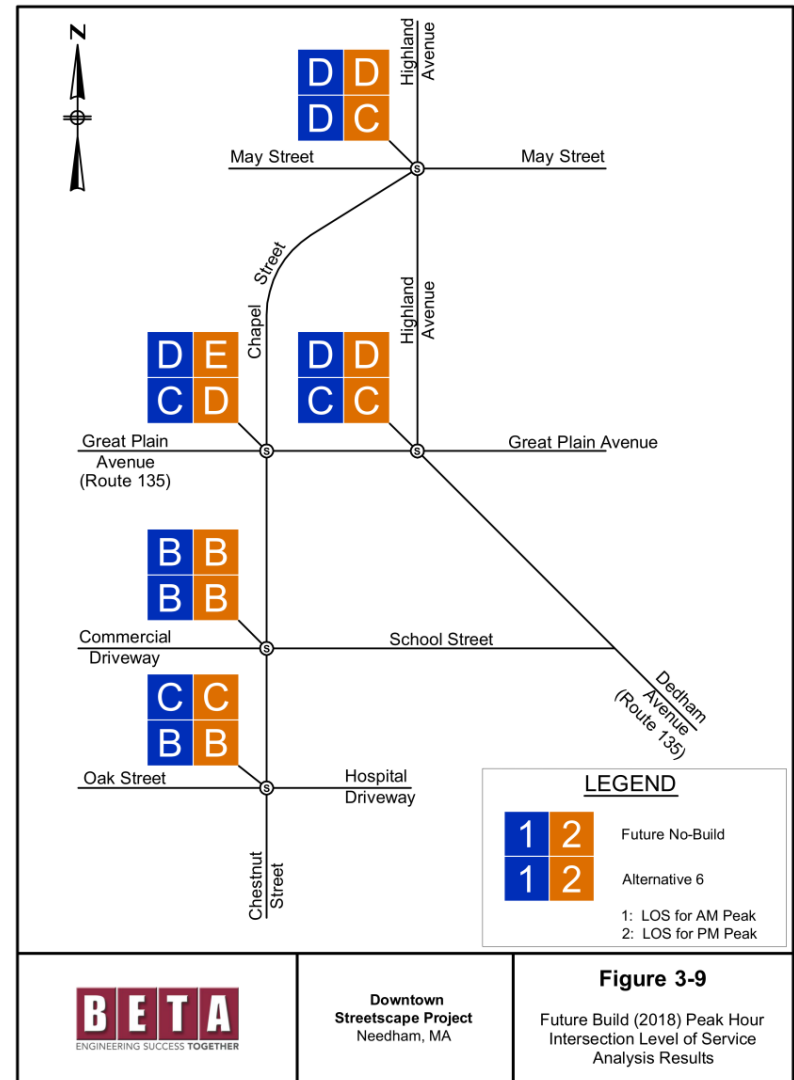 N
Highland
Avenue
D D
D C
May Street
May Street
S
Street
Chapel
Highland
Avenue
D E
C D
D D
C C
Great Plain
Avenue
(Route 135)
S
S
Great Plain Avenue
B B
B B
Commercial
Driveway
S
School Street
Dedham
Avenue
(Route 135)
C C
B B
Oak Street
S
Hospital
Driveway
Chestnut
Street
LEGEND
1 2
Future No-Build
1 2
Alternative 6
1: LOS for AM Peak
2: LOS for PM Peak
BETA
ENGINEERING SUCCESS TOGETHER
Downtown
Streetscape Project
Needham, MA
Figure 3-9
Future Build (2018) Peak Hour
Intersection Level of Service
Analysis Results